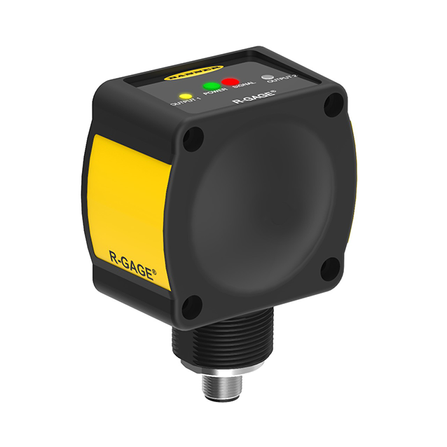 BANNER
OUTPUT 1
POWER
SIGNAL
OUTPUT 2
R-GAGE®
R-GAGE®